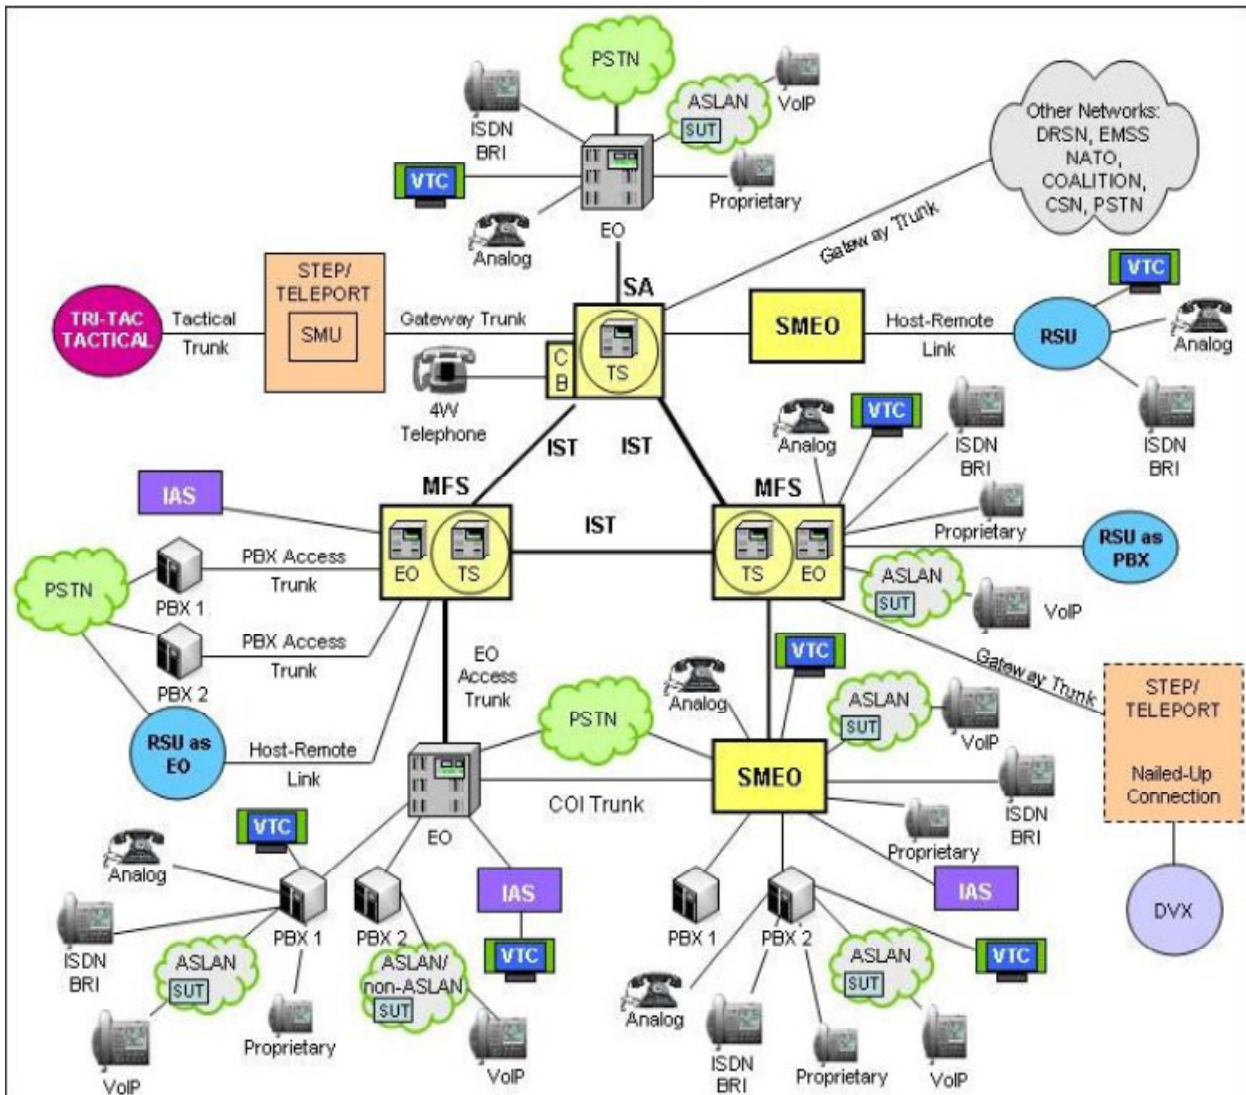 PSTN
ASLAN
SUT
VoIP
ISDN
BRI
VTC
Proprietary
Analog
EO
Other Networks:
DRSN, EMSS
NATO,
COALITION,
CSN, PSTN
Gateway Trunk
SA
STEP/
TELEPORT
SMU
TRI-TAC
TACTICAL
Tactical
Trunk
Gateway Trunk
C
B
TS
SMEO
Host-Remote
Link
RSU
VTC
Analog
ISDN
BRI
4W
Telephone
IST
IST
Analog
VTC
ISDN
BRI
IAS
MFS
EO
TS
IST
MFS
TS
EO
Proprietary
RSU as
PBX
PSTN
PBX 1
PBX Access
Trunk
PBX 2
PBX Access
Trunk
ASLAN
SUT
VoIP
Gateway Trunk
EO
Access
Trunk
RSU as
EO
Host-Remote
Link
PSTN
Analog
VTC
ASLAN
SUT
VoIP
STEP/
TELEPORT
Nailed-Up
Connection
EO
COI Trunk
SMEO
ISDN
BRI
Proprietary
IAS
DVX
VTC
Analog
ISDN
BRI
PBX 1
PBX 2
IAS
VTC
ASLAN
SUT
VoIP
Proprietary
ASLAN/
non-ASLAN
SUT
VoIP
PBX 1
PBX 2
Analog
ISDN
BRI
Proprietary
ASLAN
SUT
VoIP
VTC